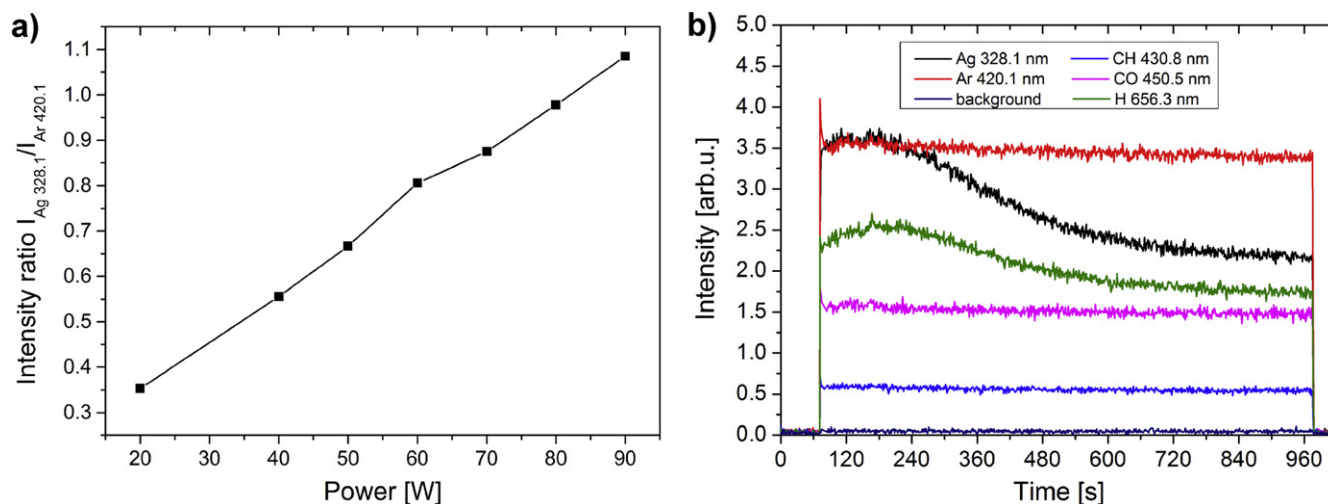 a)
Intensity ratio I Ag 328.1/I Ar 420.1
1.1
1.0
0.9
0.8
0.7
0.6
0.5
0.4
0.3
20 30 40 50 60 70 80 90
Power [W]
b)
Intensity [arb.u.]
5.0
4.5
4.0
3.5
3.0
2.5
2.0
1.5
1.0
0.5
0.0
Ag 328.1 nm CH 430.8 nm
Ar 420.1 nm CO 450.5 nm
background H 656.3 nm
0 120 240 360 480 600 720 840 960
Time [s]